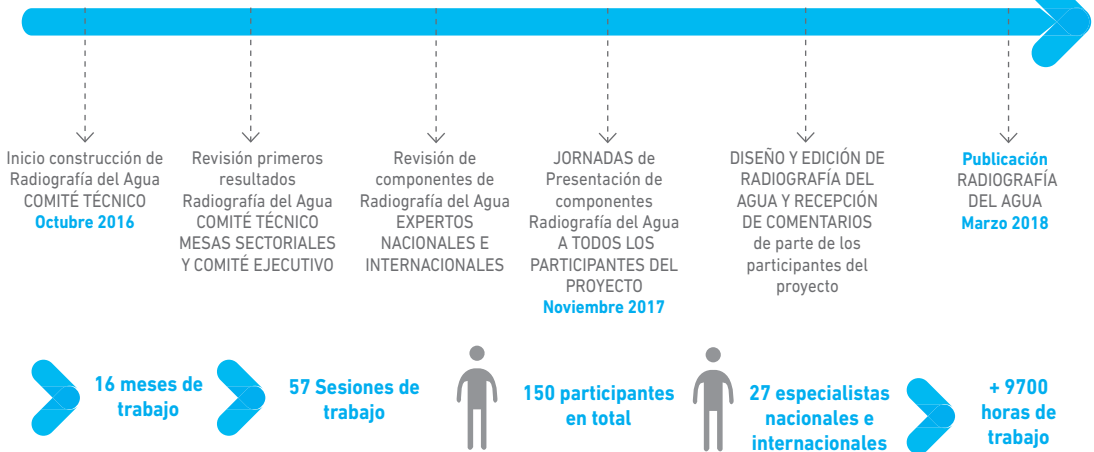 Inicio construcción de
Radiografía del Agua
COMITÉ TÉCNICO
Octubre 2016
Revisión primeros
resultados
Radiografía del Agua
COMITÉ TÉCNICO
MESAS SECTORIALES
Y COMITÉ EJECUTIVO
Revisión de
componentes de
Radiografía del Agua
EXPERTOS
NACIONALES E
INTERNACIONALES
JORNADAS de
Presentación de
componentes
Radiografía del Agua
A TODOS LOS
PARTICIPANTES DEL
PROYECTO
Noviembre 2017
DISEÑO Y EDICIÓN DE
RADIOGRAFÍA DEL
AGUA Y RECEPCIÓN
DE COMENTARIOS
de parte de los
participantes del
proyecto
Publicación
RADIOGRAFÍA
DEL AGUA
Marzo 2018
16 meses de
trabajo
57 Sesiones de
trabajo
150 participantes
en total
27 especialistas
nacionales e
internacionales
+ 9700
horas de
trabajo